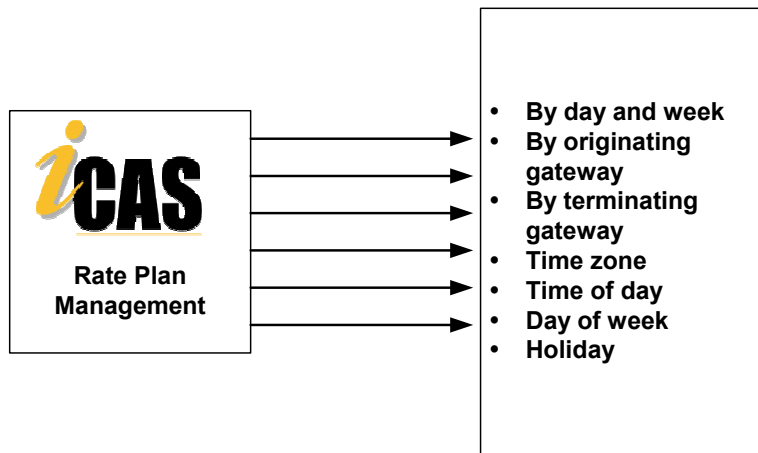 iCAS
Rate Plan
Management
• By day and week
• By originating
gateway
• By terminating
gateway
• Time zone
• Time of day
• Day of week
• Holiday